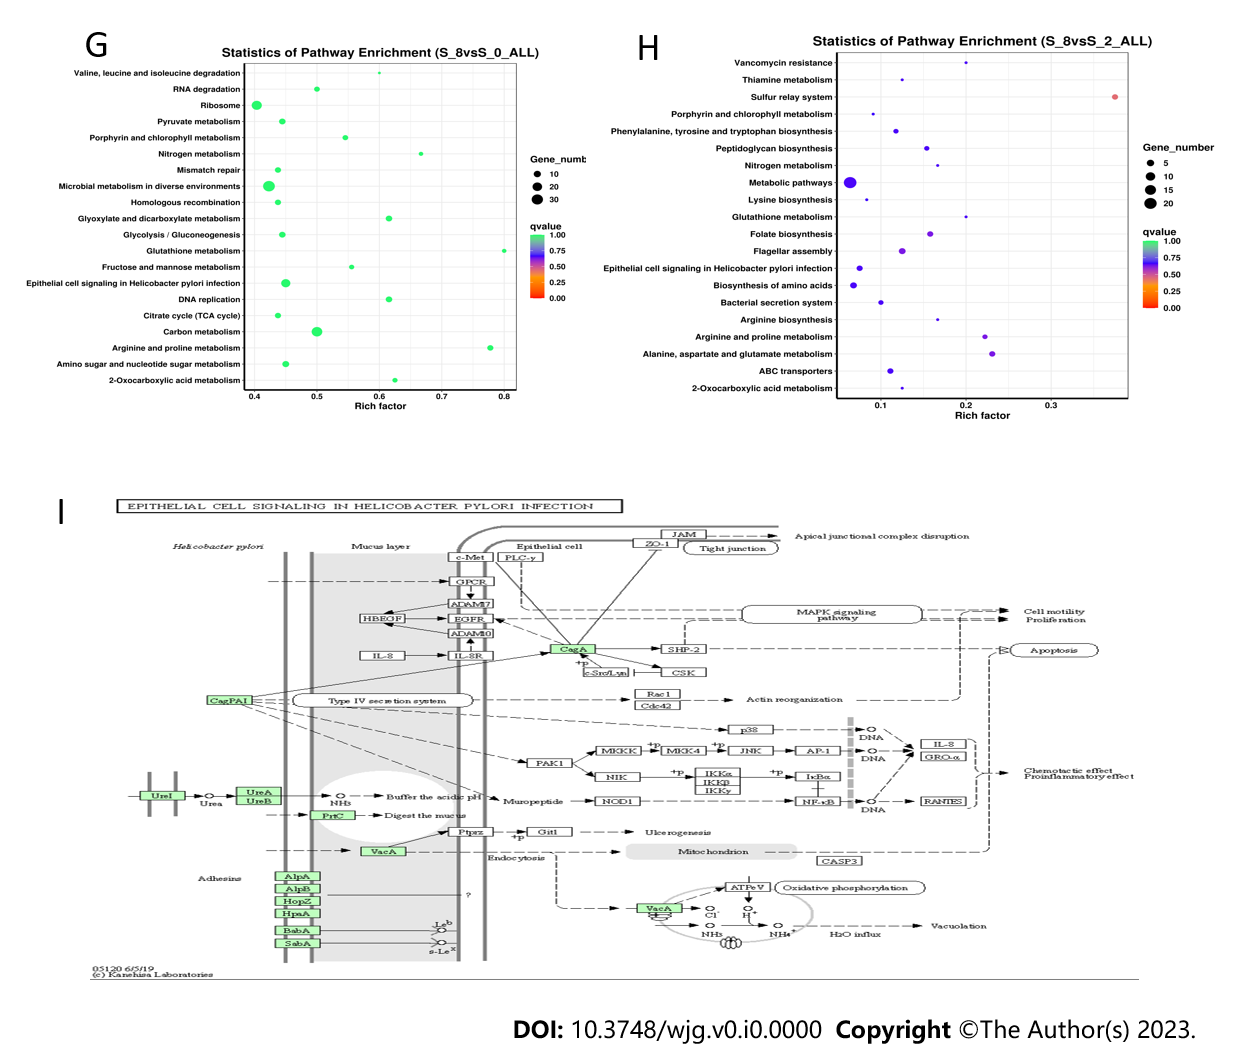 G
Statistics of Pathway Enrichment (S_8vsS_0_ALL)
Valine, leucine and isoleucine degradation
RNA degradation
Ribosome
Pyruvate metabolism
Porphyrin and chlorophyll metabolism
Nitrogen metabolism
Mismatch repair
Microbial metabolism in diverse environments
Homologous recombination
Glyoxylate and dicarboxylate metabolism
Glycolysis / Gluconeogenesis
Glutathione metabolism
Fructose and mannose metabolism
Epithelial cell signaling in Helicobacter pylori infection
DNA replication
Citrate cycle (TCA cycle)
Carbon metabolism
Arginine and proline metabolism
Amino sugar and nucleotide sugar metabolism
2-Oxocarboxylic acid metabolism
0.4 0.5 0.6 0.7 0.8
Rich factor
Gene_numb
10
20
30
qvalue
1.00
0.75
0.50
0.25
0.00
H
Statistics of Pathway Enrichment (S_8vsS_2_ALL)
Vancomycin resistance
Thiamine metabolism
Sulfur relay system
Porphyrin and chlorophyll metabolism
Phenylalanine, tyrosine and tryptophan biosynthesis
Peptidoglycan biosynthesis
Nitrogen metabolism
Metabolic pathways
Lysine biosynthesis
Glutathione metabolism
Folate biosynthesis
Flagellar assembly
Epithelial cell signaling in Helicobacter pylori infection
Biosynthesis of amino acids
Bacterial secretion system
Arginine biosynthesis
Arginine and proline metabolism
Alanine, aspartate and glutamate metabolism
ABC transporters
2-Oxocarboxylic acid metabolism
0.1 0.2 0.3
Rich factor
Gene_number
5
10
15
20
qvalue
1.00
0.75
0.50
0.25
0.00
I
EPITHELIAL CELL SIGNALING IN HELICOBACTER PYLORI INFECTION
Helicobacter pylori Mucus layer Epithelial cell
JAM
ZO-1 Tight junction
Apical junctional complex disruption
c-Met PLC-γ
GPCR
ADAM17
HBEGF EGFR
ADAM10
IL-8 IL-8R
MAPK signaling
pathway
Cell motility
Proliferation
CagA SHP-2 Apoptosis
+p
c-Src/Lyn CSK
CagPAI Type IV secretion system
Rac1
Cdc42
Actin reorganization
p38 DNA
PAK1 MKKK +p MKK4 +p JNK AP-1 DNA
IL-8
GRO-α
NIK +p IKKα
IKKβ
IKKγ
+p IκBα
Chemotactic effect
Proinflammatory effect
Muropeptide NOD1 NF-κB DNA RANTES
UreI Urea UreA
UreB
NH3 Buffer the acidic pH
PrtC Digest the mucus
Ptprz +p Git1 Ulcerogenesis
VacA Endocytosis Mitochondrion
CASP3
Adhesins
AlpA
AlpB
HopZ
HpaA
BabA
SabA
?
Leb
s-Lex
ATPeV Oxidative phosphorylation
VacA Cl- H+
NH3 NH4+ H2O influx Vacuolation
05120 6/5/19
(c) Kanehisa Laboratories
DOI: 10.3748/wjg.v0.i0.0000 Copyright ©The Author(s) 2023.